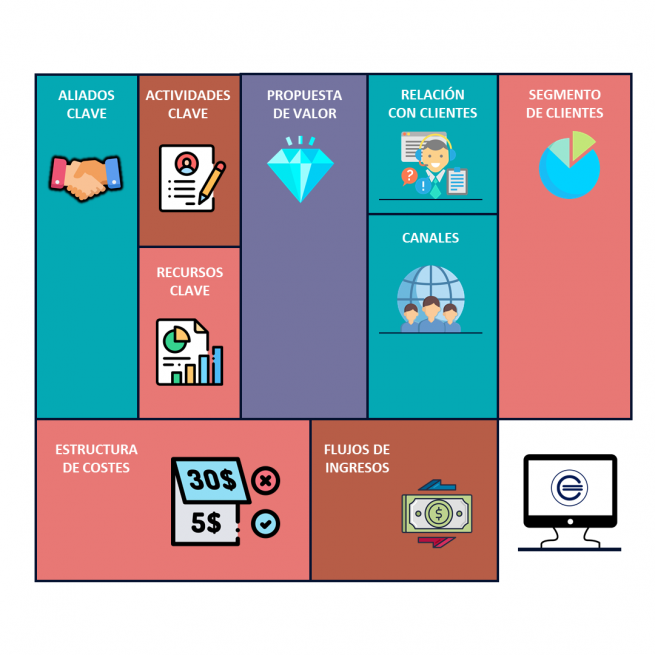 ALIADOS
CLAVE
ACTIVIDADES
CLAVE
PROPUESTA
DE VALOR
RELACIÓN
CON CLIENTES
SEGMENTO
DE CLIENTES
?
!
CANALES
RECURSOS
CLAVE
ESTRUCTURA
DE COSTES
30$
5$
FLUJOS DE
INGRESOS
$